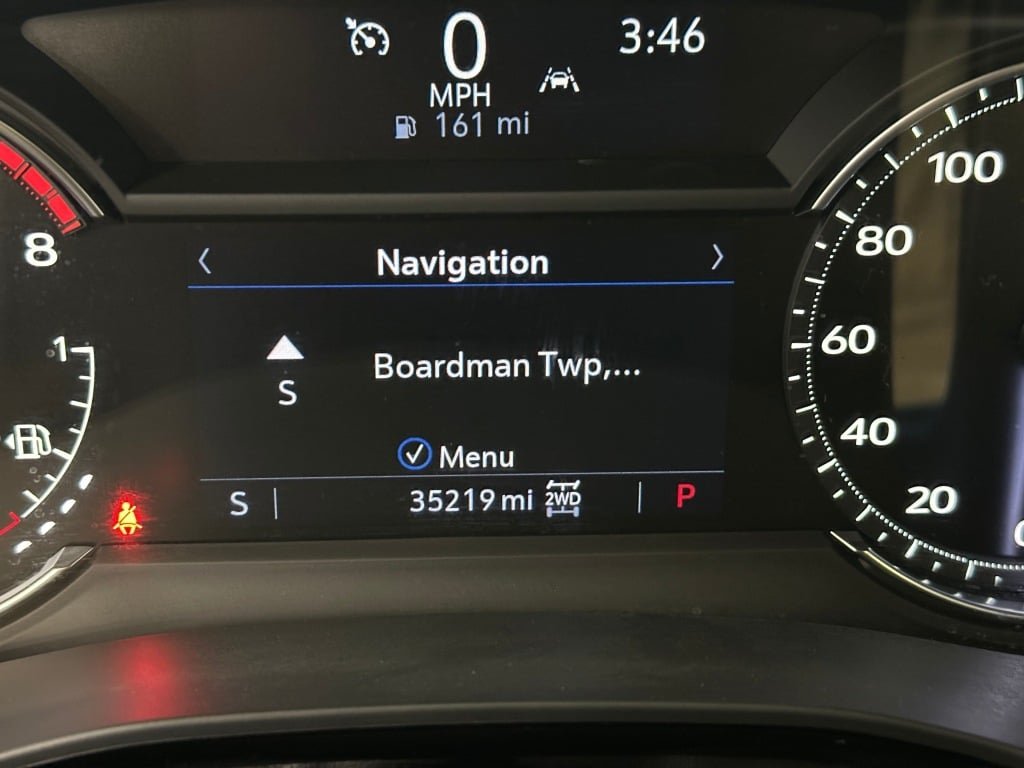 0
3:46
MPH
161 mi
100
8
80
< Navigation >
1
60
Boardman Twp,...
S
40
Menu
S 35219 mi 2WD P
20
0